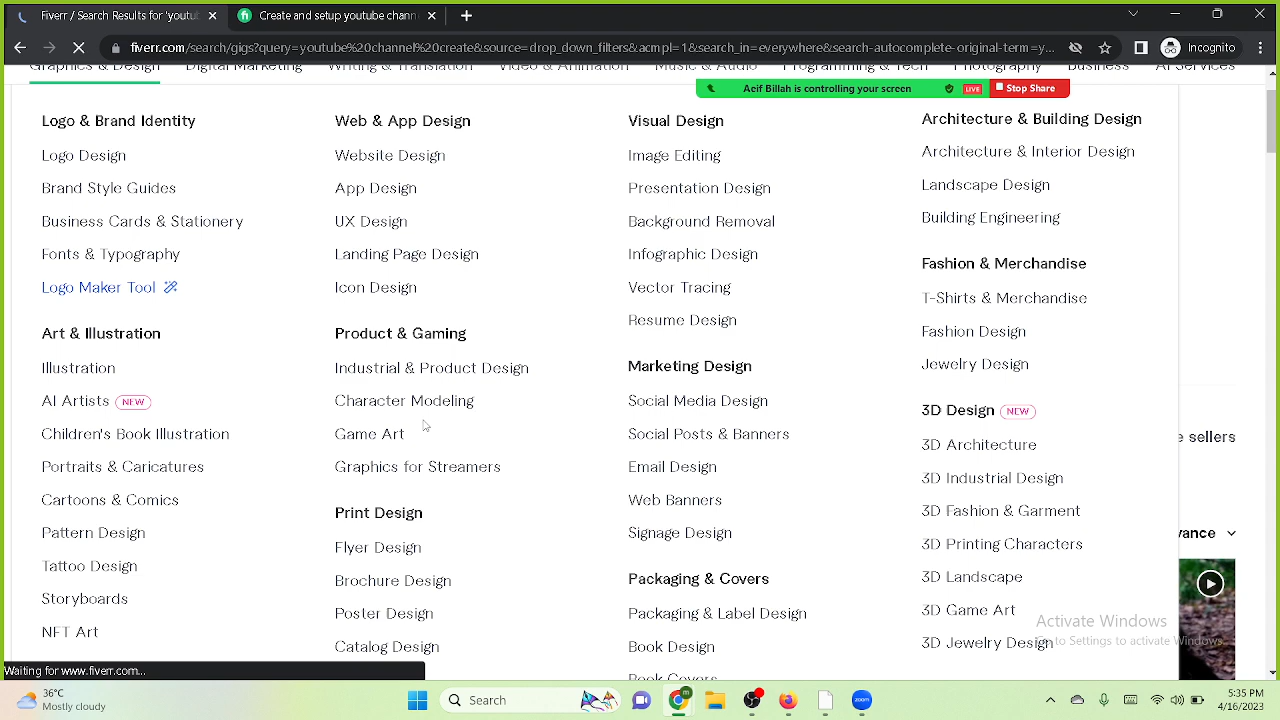 Fiverr / Search Results for 'youtub
Create and setup youtube chann
fiverr.com/search/gigs?query=youtube%20channel%20create&source=drop_down_filters&acmpl=1&search_in=everywhere&search-autocomplete-original-term=y...
Incognito
Graphics & Design
Digital Marketing
Writing & Translation
Video & Animation
Music & Audio
Programming & Tech
Photography
Business
AI Services
Aeif Billah is controlling your screen
LIVE
Stop Share
Logo & Brand Identity
Logo Design
Brand Style Guides
Business Cards & Stationery
Fonts & Typography
Logo Maker Tool
Art & Illustration
Illustration
AI Artists NEW
Children's Book Illustration
Portraits & Caricatures
Cartoons & Comics
Pattern Design
Tattoo Design
Storyboards
NFT Art
Web & App Design
Website Design
App Design
UX Design
Landing Page Design
Icon Design
Product & Gaming
Industrial & Product Design
Character Modeling
Game Art
Graphics for Streamers
Print Design
Flyer Design
Brochure Design
Poster Design
Catalog Design
Visual Design
Image Editing
Presentation Design
Background Removal
Infographic Design
Vector Tracing
Resume Design
Marketing Design
Social Media Design
Social Posts & Banners
Email Design
Web Banners
Signage Design
Packaging & Covers
Packaging & Label Design
Book Design
Book Covers
Architecture & Building Design
Architecture & Interior Design
Landscape Design
Building Engineering
Fashion & Merchandise
T-Shirts & Merchandise
Fashion Design
Jewelry Design
3D Design NEW
3D Architecture
3D Industrial Design
3D Fashion & Garment
3D Printing Characters
3D Landscape
3D Game Art
3D Jewelry Design
e sellers
vance
Activate Windows
Go to Settings to activate Windows.
Waiting for www.fiverr.com...
36°C
Mostly cloudy
Search
zoom
5:35 PM
4/16/2023